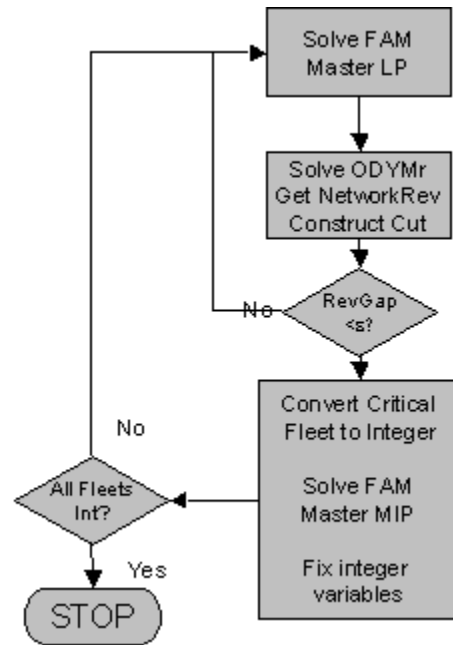 Solve FAM
Master LP
Solve ODYMr
Get NetworkRev
Construct Cut
RevGap
<s?
No
Convert Critical
Fleet to Integer
Solve FAM
Master MIP
Fix integer
variables
No
All Fleets
Int?
Yes
STOP